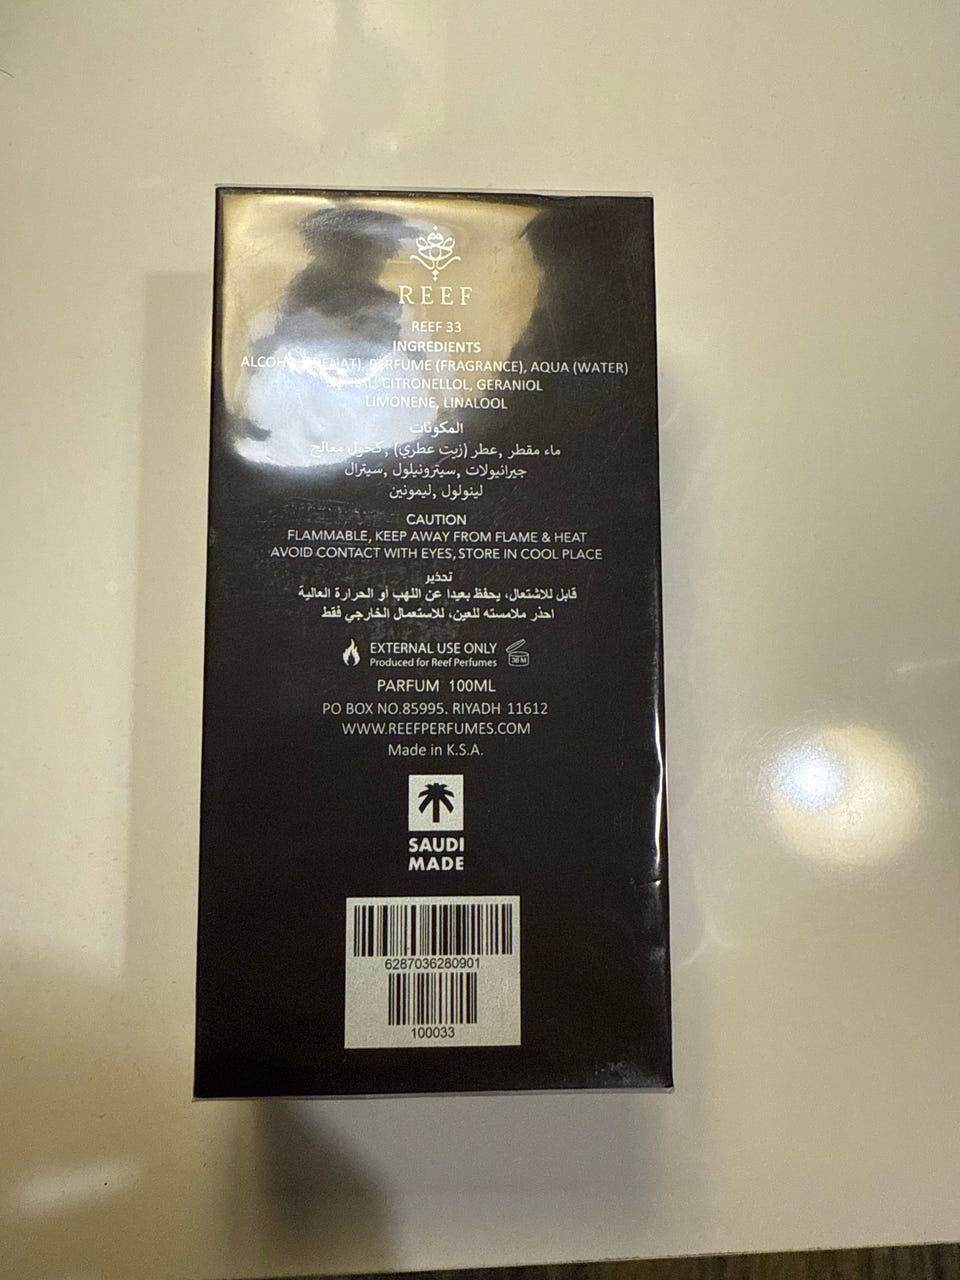 REEF
REEF 33
INGREDIENTS
PERFUME (FRAGRANCE), AQUA (WATER)
CITRONELLOL, GERANIOL
LIMONENE, LINALOOL
المكونات
ماء مقطر ,عطر (زيت عطري) ,كحول معالج
جيرانيولات ,سيترونيلول ,سيترال
لينولول ,ليمونين
CAUTION
FLAMMABLE, KEEP AWAY FROM FLAME & HEAT
AVOID CONTACT WITH EYES, STORE IN COOL PLACE
تحذير
قابل للاشتعال، يحفظ بعيدا عن اللهب أو الحرارة العالية
احذر ملامسته للعين، للاستعمال الخارجي فقط
EXTERNAL USE ONLY
Produced for Reef Perfumes
36 M
PARFUM 100ML
PO BOX NO.85995. RIYADH 11612
WWW.REEFPERFUMES.COM
Made in K.S.A.
SAUDI
MADE
6287036280901
100033